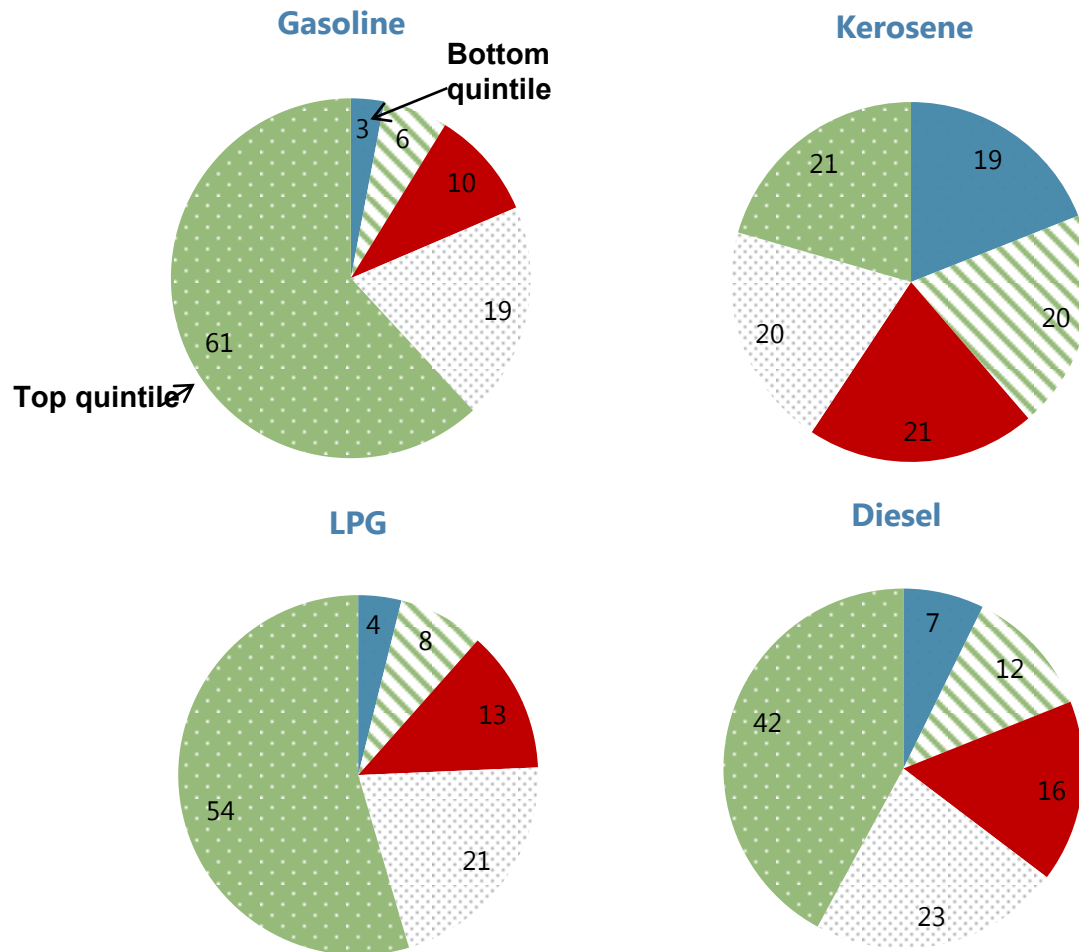 Gasoline
Bottom
quintile
3
6
10
19
61
Top quintile
Kerosene
19
20
21
20
21
LPG
4
8
13
21
54
Diesel
7
12
16
23
42